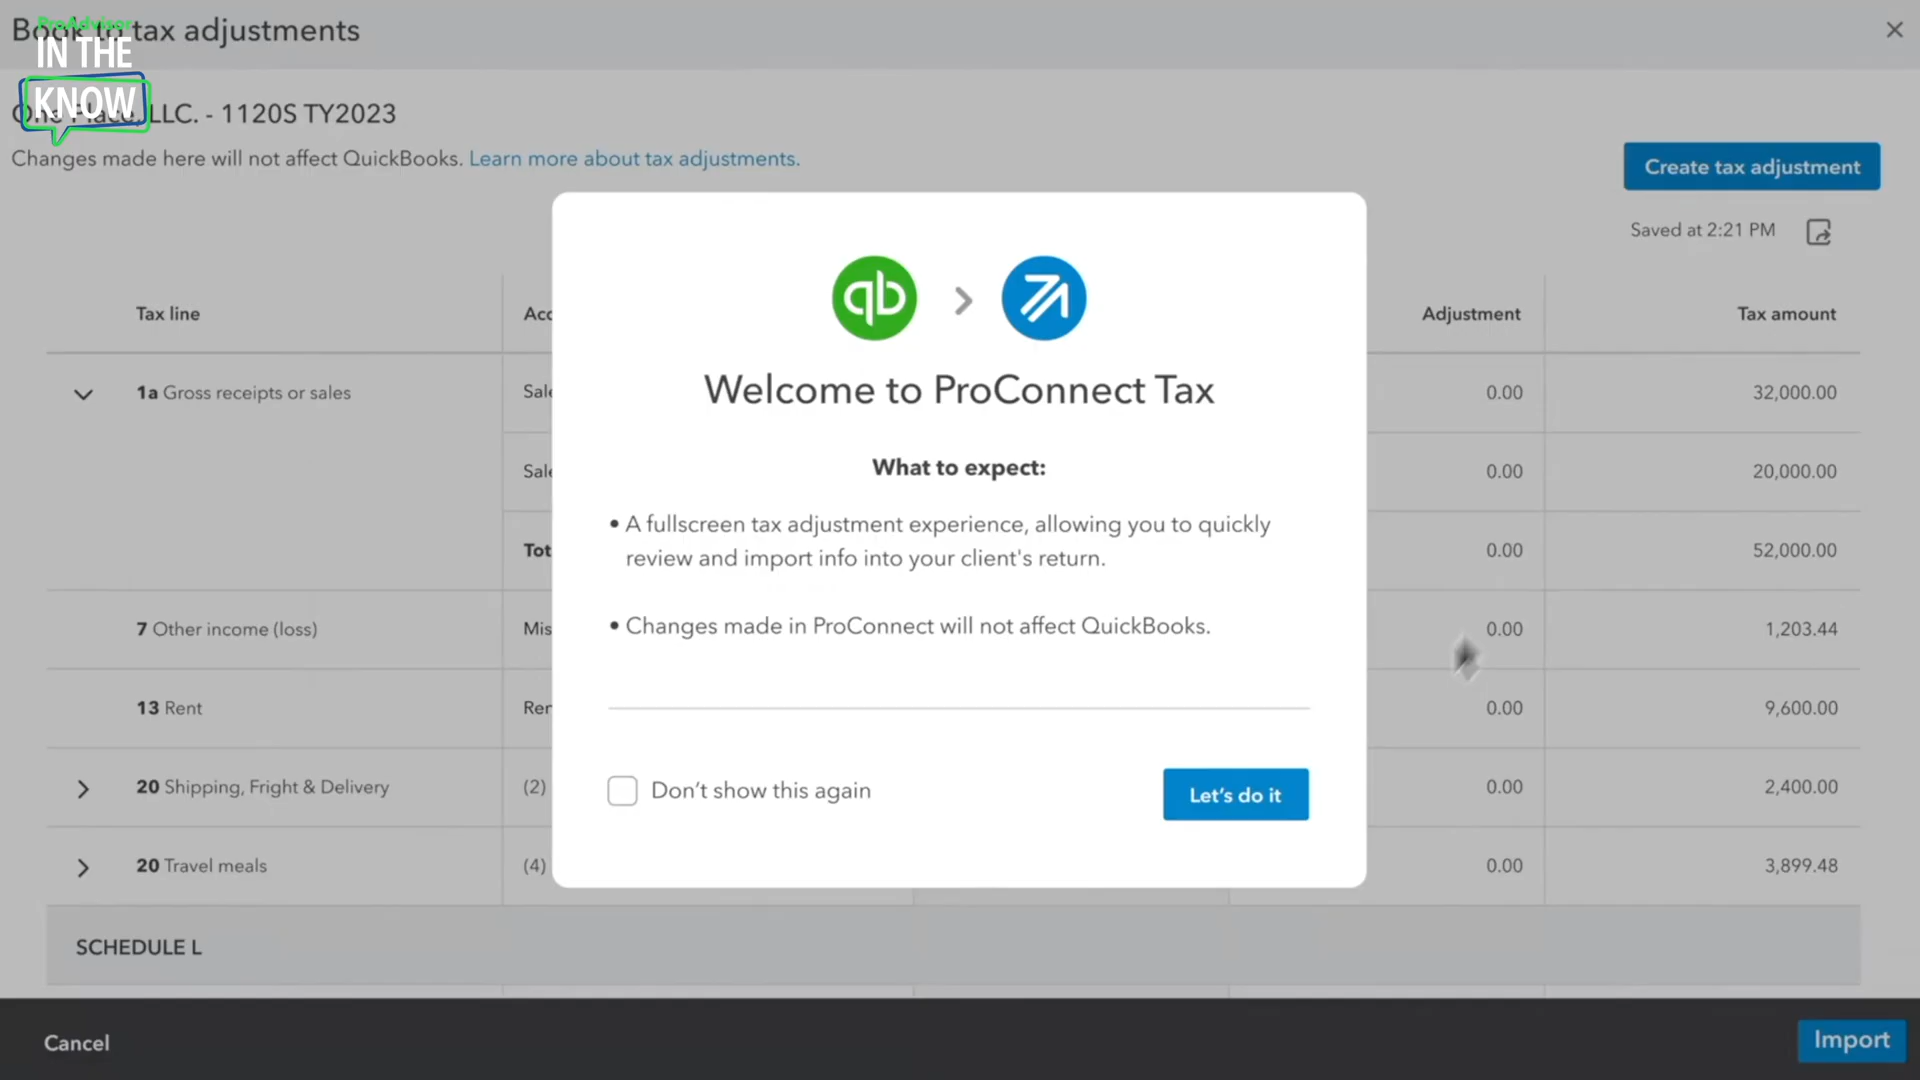 Book to tax adjustments
ProAdvisor
IN THE
KNOW
One Place, LLC. - 1120S TY2023
Changes made here will not affect QuickBooks. Learn more about tax adjustments.
Create tax adjustment
Saved at 2:21 PM
Tax line
Adjustment
Tax amount
1a Gross receipts or sales
0.00
32,000.00
0.00
20,000.00
0.00
52,000.00
7 Other income (loss)
0.00
1,203.44
13 Rent
0.00
9,600.00
20 Shipping, Fright & Delivery
(2)
0.00
2,400.00
20 Travel meals
(4)
0.00
3,899.48
SCHEDULE L
qb
Welcome to ProConnect Tax
What to expect:
• A fullscreen tax adjustment experience, allowing you to quickly
review and import info into your client's return.
• Changes made in ProConnect will not affect QuickBooks.
Don't show this again
Let's do it
Cancel
Import